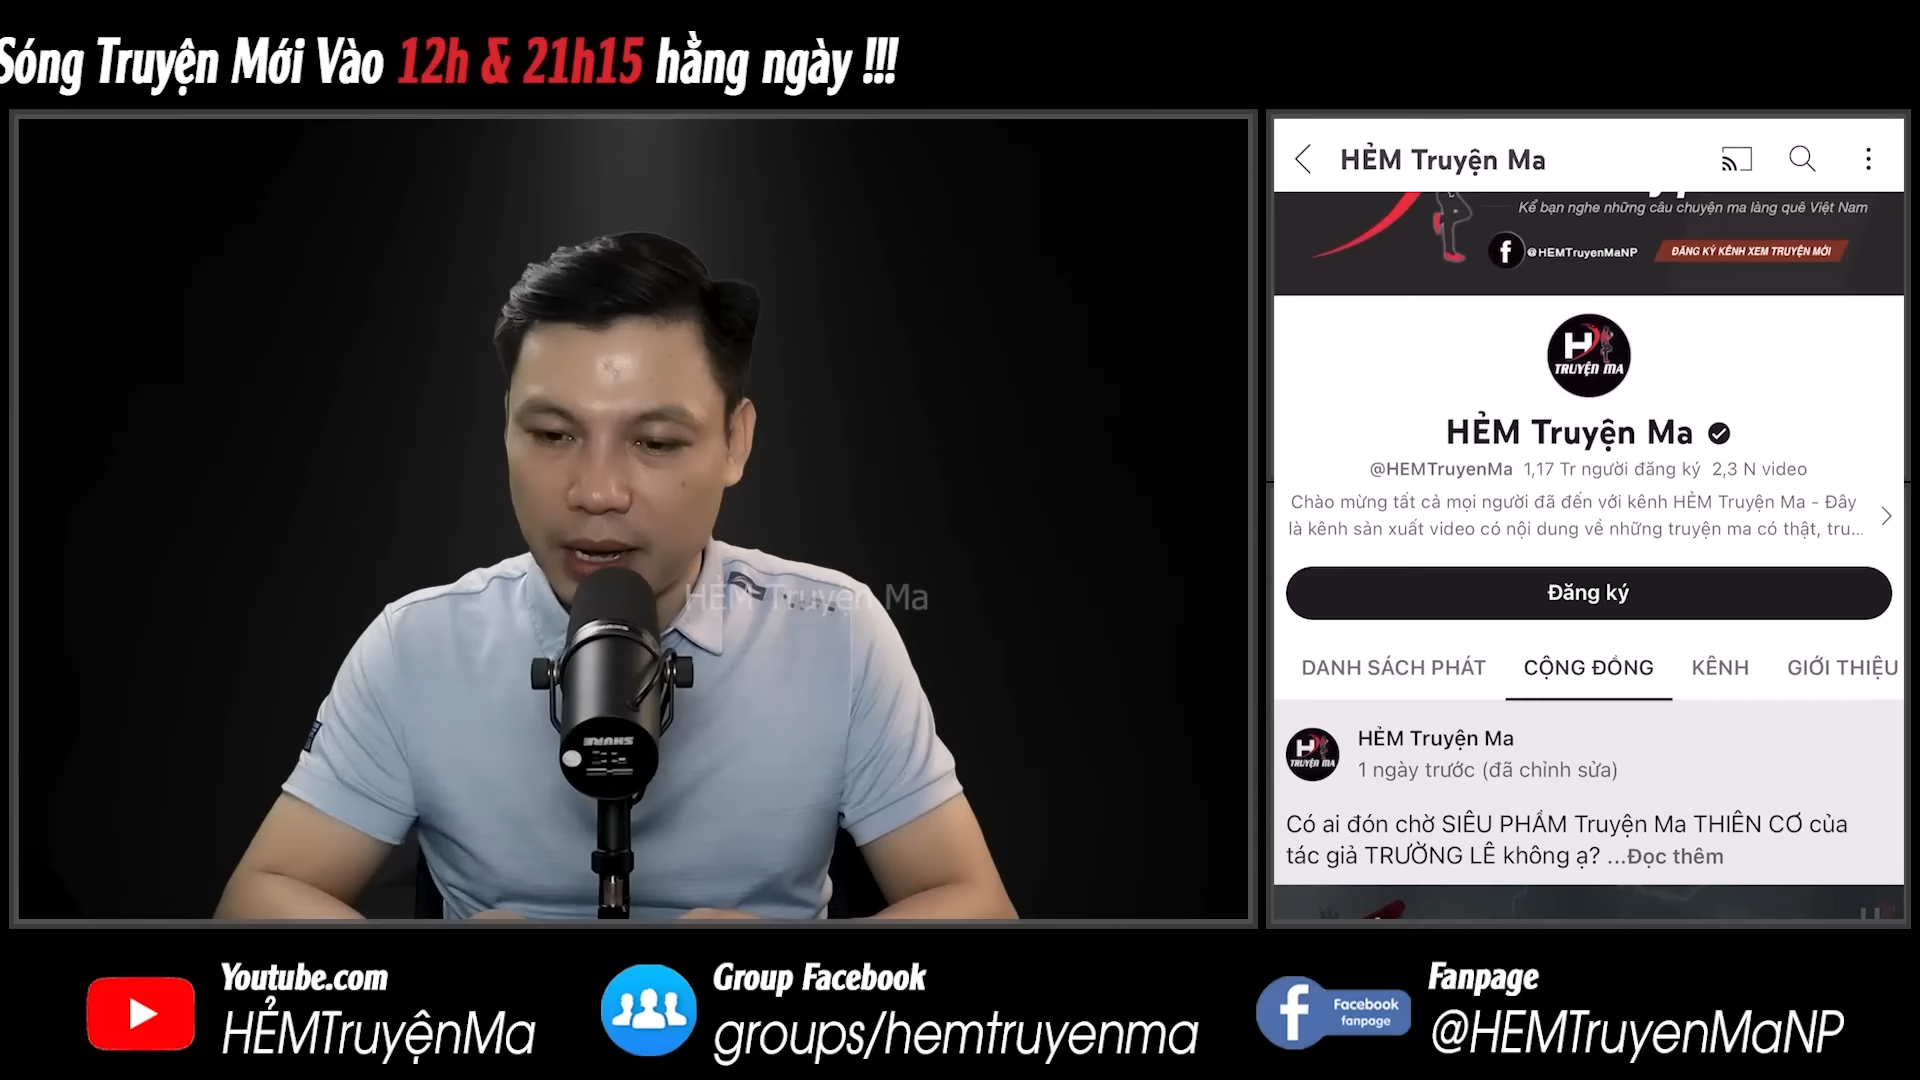 Sóng Truyện Mới Vào 12h & 21h15 hằng ngày !!!
HẺM Truyện Ma
Kể bạn nghe những câu chuyện ma làng quê Việt Nam
@HEMTruyenMaNP
ĐĂNG KÝ KÊNH XEM TRUYỆN MỚI
H
TRUYỆN MA
HẺM Truyện Ma
@HEMTruyenMa 1,17 Tr người đăng ký 2,3 N video
Chào mừng tất cả mọi người đã đến với kênh HẺM Truyện Ma - Đây
là kênh sản xuất video có nội dung về những truyện ma có thật, tru...
Đăng ký
DANH SÁCH PHÁT CỘNG ĐỒNG KÊNH GIỚI THIỆU
H
TRUYỆN MA
HẺM Truyện Ma
1 ngày trước (đã chỉnh sửa)
Có ai đón chờ SIÊU PHẨM Truyện Ma THIÊN CƠ của
tác giả TRƯỜNG LÊ không ạ? ...Đọc thêm
HẺM Truyện Ma
SHURE
Youtube.com
HẺMTruyệnMa
Group Facebook
groups/hemtruyenma
Facebook
fanpage
Fanpage
@HEMTruyenMaNP